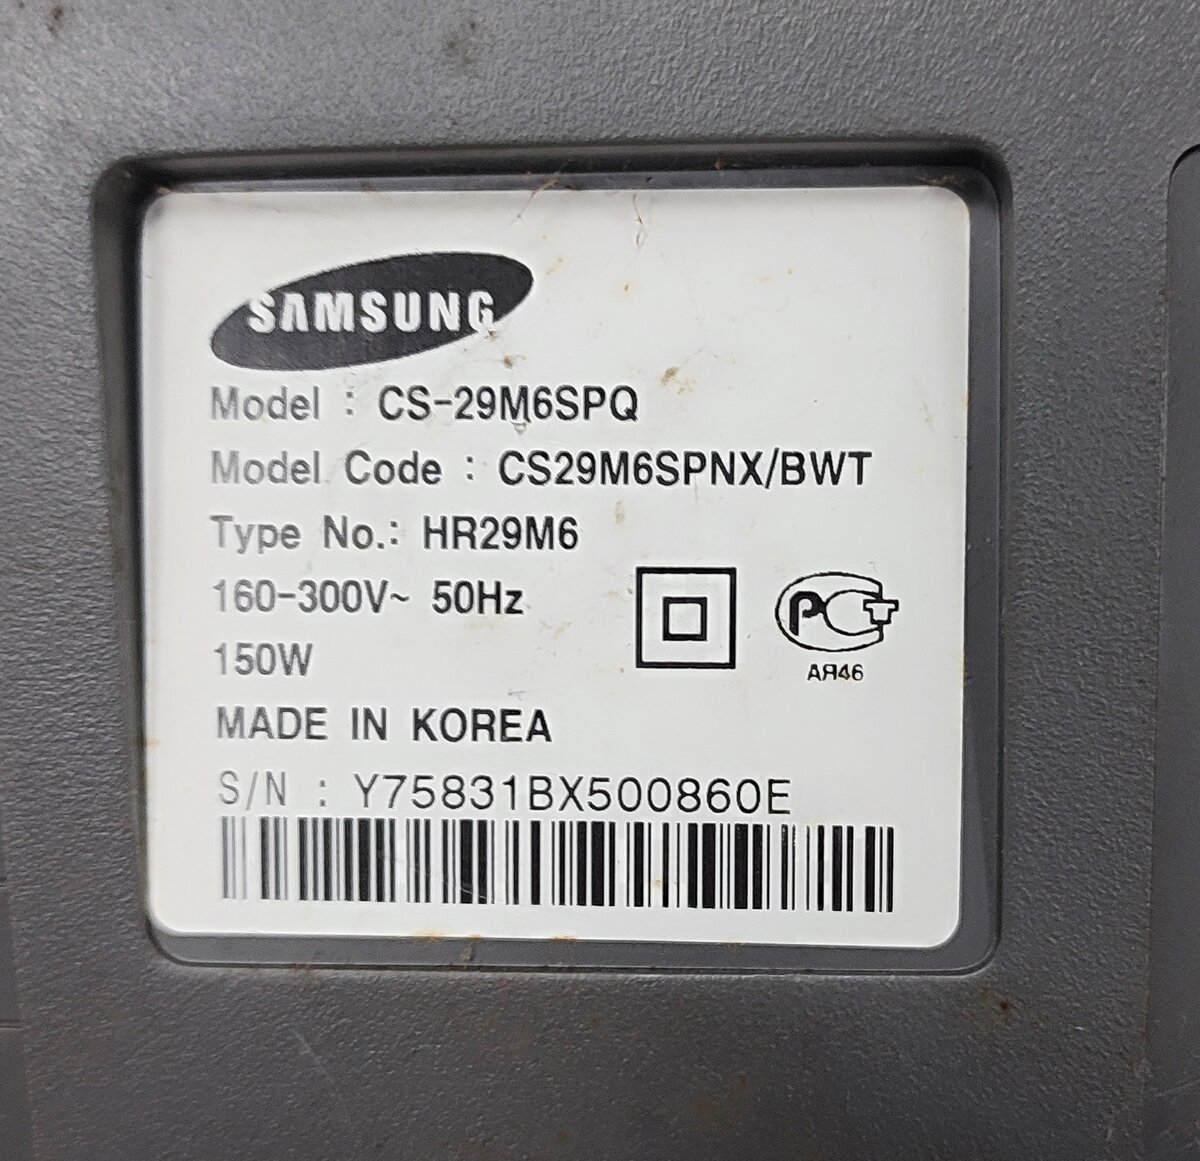 SAMSUNG
Model : CS-29M6SPQ
Model Code : CS29M6SPNX/BWT
Type No.: HR29M6
160-300V~ 50Hz
150W
PCT
АЯ46
MADE IN KOREA
S/N : Y75831BX500860E